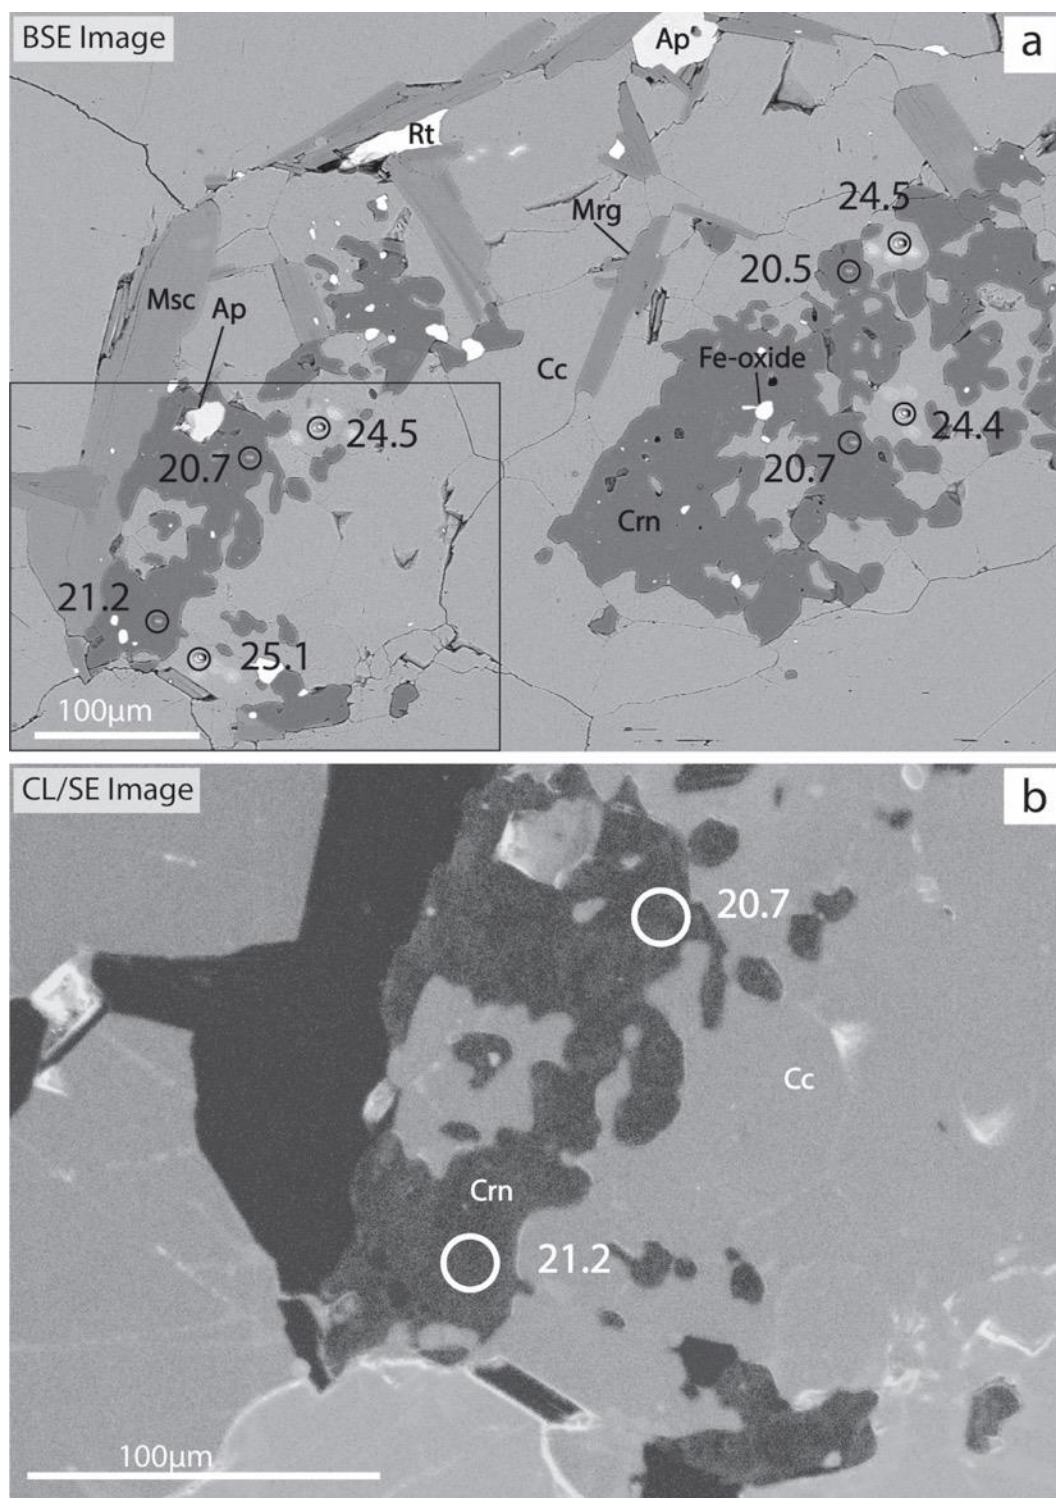 BSE Image
a
Ap
Rt
24.5
Mrg
20.5
Msc
Ap
Fe-oxide
Cc
24.5
24.4
20.7
20.7
Crn
21.2
25.1
100µm
CL/SE Image
b
20.7
Cc
Crn
21.2
100µm